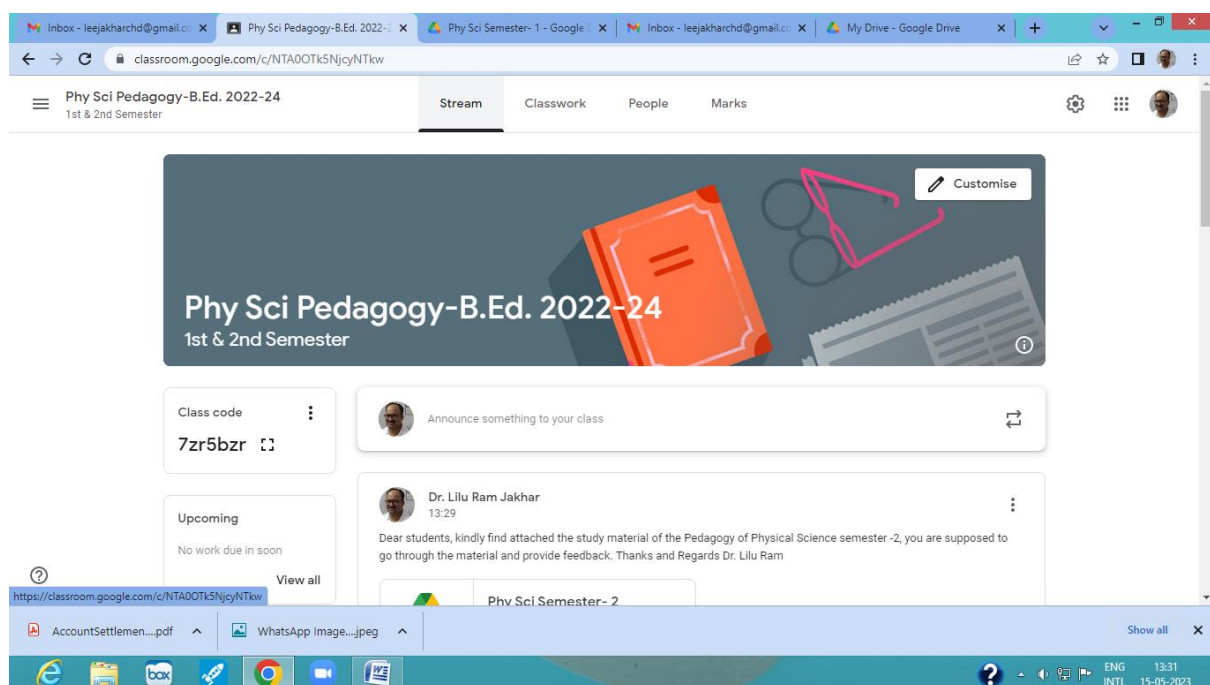 Inbox - leejakharchd@gmail.cc
Phy Sci Pedagogy-B.Ed. 2022-2
Phy Sci Semester- 1 - Google
Inbox - leejakharchd@gmail.cc
My Drive - Google Drive
classroom.google.com/c/NTA0OTk5NjcyNTkw
Phy Sci Pedagogy-B.Ed. 2022-24
1st & 2nd Semester
Stream
Classwork
People
Marks
Customise
Phy Sci Pedagogy-B.Ed. 2022-24
1st & 2nd Semester
Class code
7zr5bzr
Announce something to your class
Upcoming
No work due in soon
View all
Dr. Lilu Ram Jakhar
13:29
Dear students, kindly find attached the study material of the Pedagogy of Physical Science semester -2, you are supposed to
go through the material and provide feedback. Thanks and Regards Dr. Lilu Ram
Phy Sci Semester- 2
https://classroom.google.com/c/NTA0OTk5NjcyNTkw
AccountSettlemen....pdf
WhatsApp Image....jpeg
Show all
box
ENG
INTL
13:31
15-05-2023